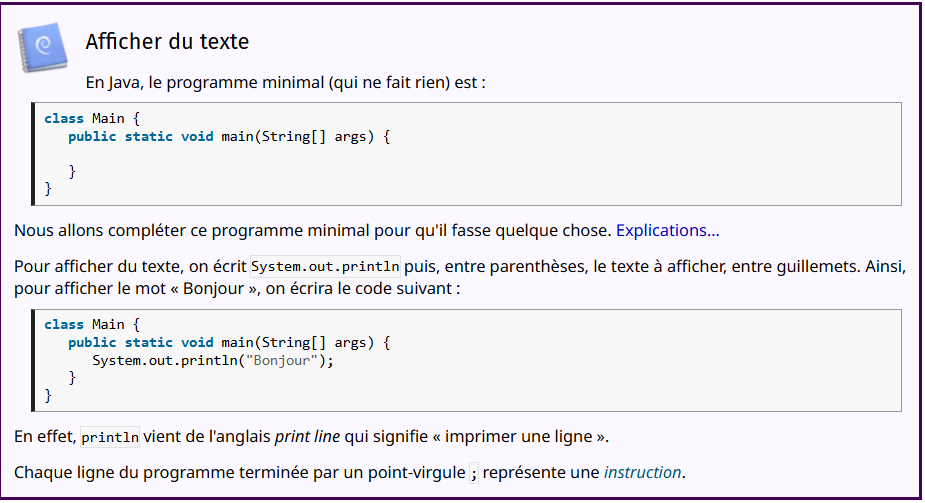 Afficher du texte
En Java, le programme minimal (qui ne fait rien) est :
class Main {
   public static void main(String[] args) {
   }
}
Nous allons compléter ce programme minimal pour qu'il fasse quelque chose. Explications...
Pour afficher du texte, on écrit System.out.println puis, entre parenthèses, le texte à afficher, entre guillemets. Ainsi,
pour afficher le mot « Bonjour », on écrira le code suivant :
class Main {
   public static void main(String[] args) {
      System.out.println("Bonjour");
   }
}
En effet, println vient de l'anglais print line qui signifie « imprimer une ligne ».
Chaque ligne du programme terminée par un point-virgule ; représente une instruction.